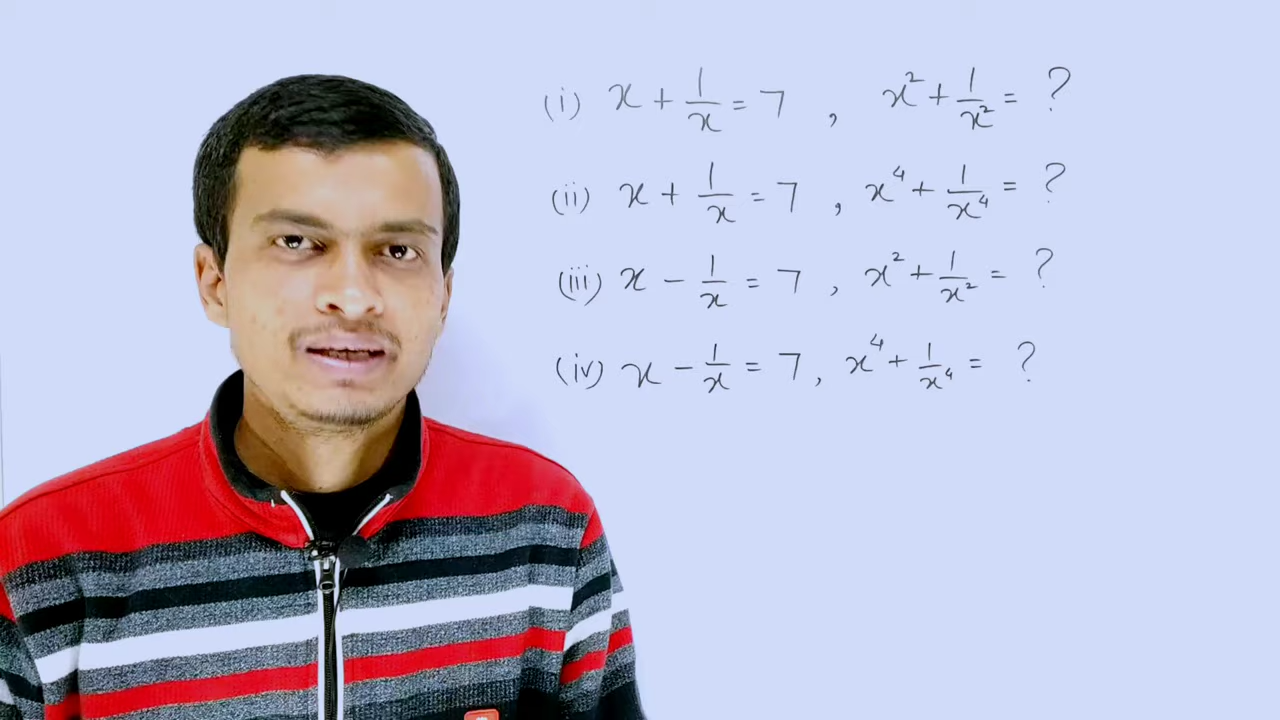 (i) x + 1/x = 7 , x² + 1/x² = ?
(ii) x + 1/x = 7 , x⁴ + 1/x⁴ = ?
(iii) x - 1/x = 7 , x² + 1/x² = ?
(iv) x - 1/x = 7 , x⁴ + 1/x⁴ = ?